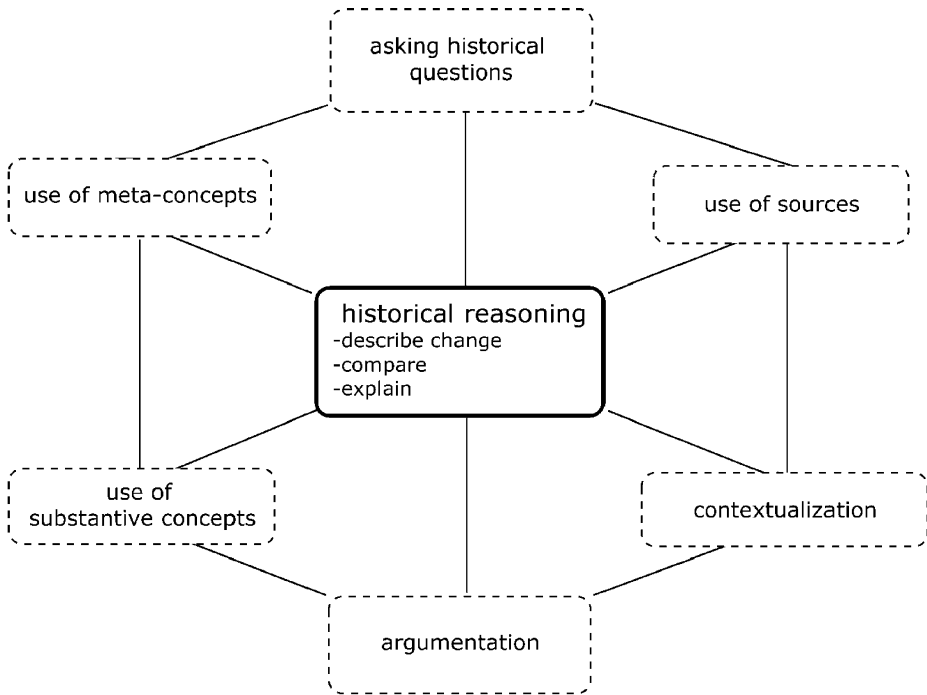 asking historical
questions
use of meta-concepts
use of sources
historical reasoning
-describe change
-compare
-explain
use of
substantive concepts
contextualization
argumentation